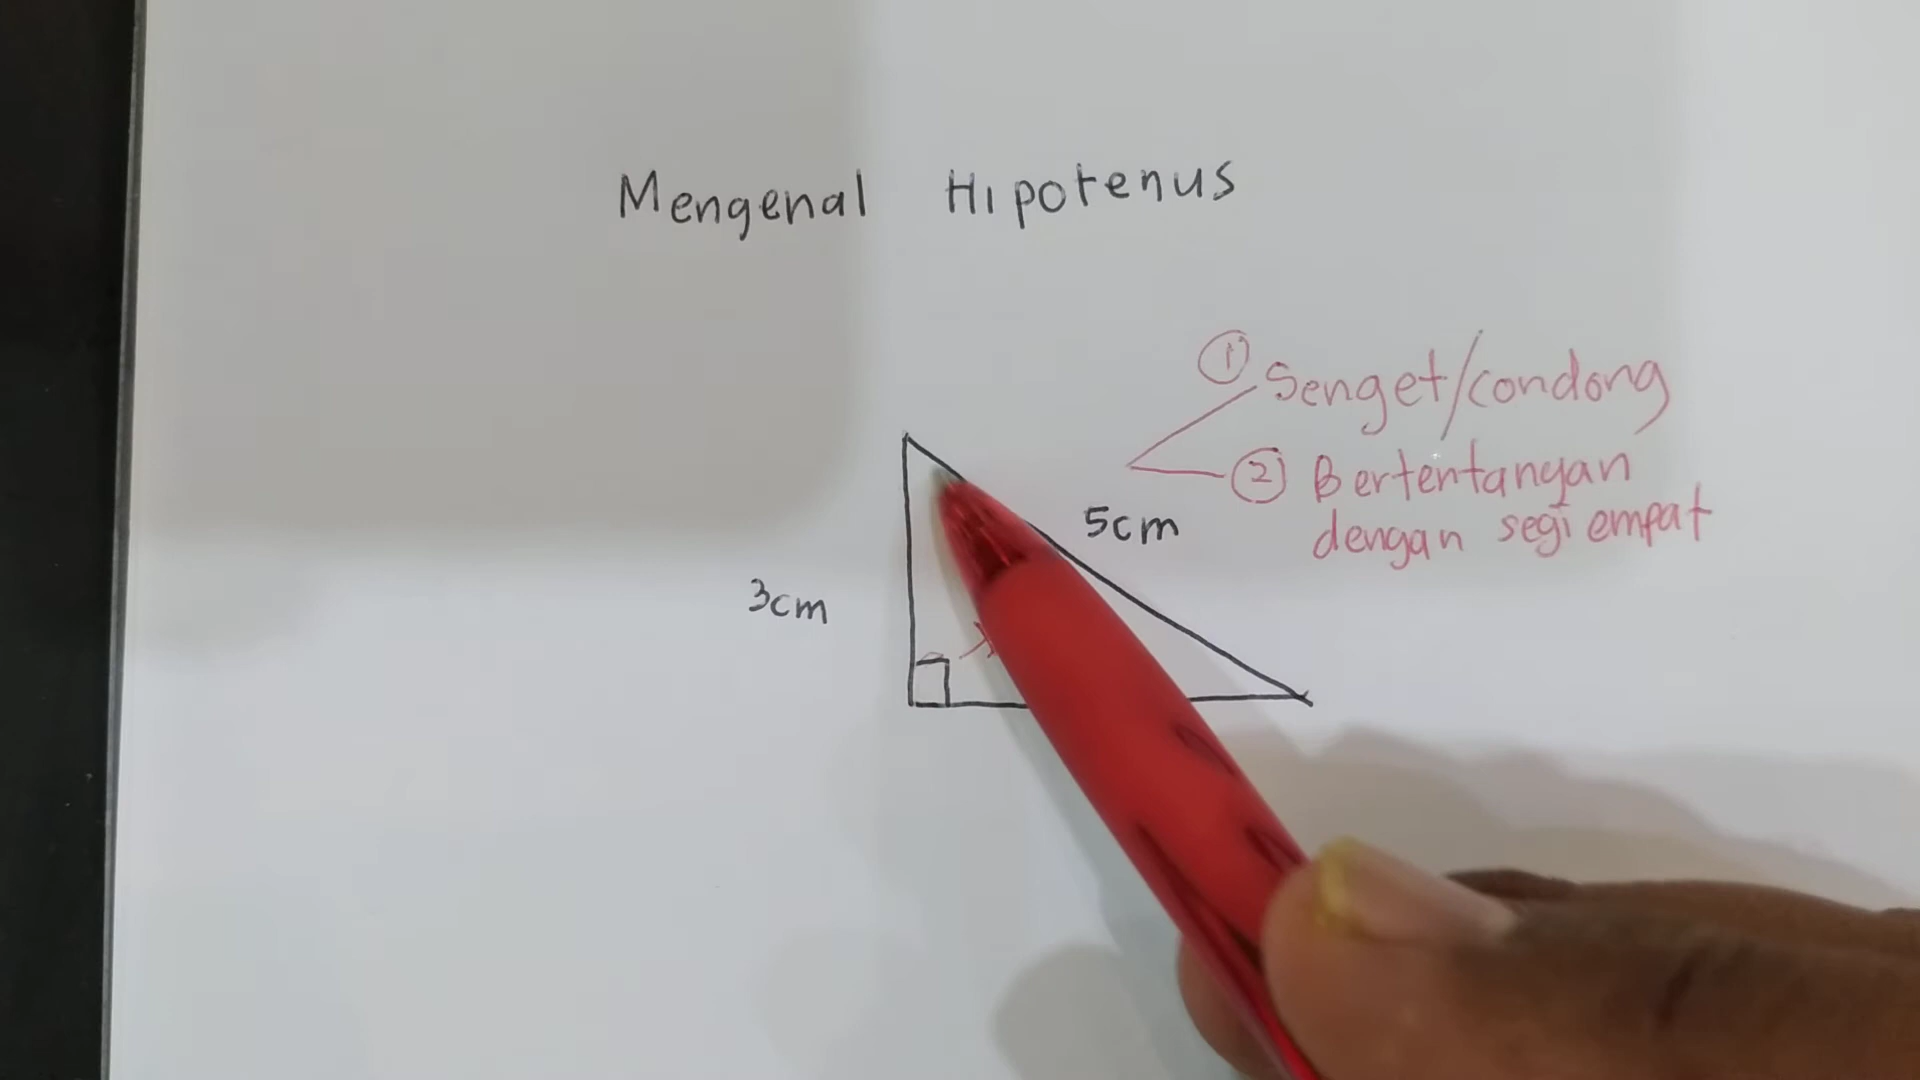 Mengenal Hipotenus
① Senget/condong
② Bertentangan
dengan segi empat
5cm
3cm